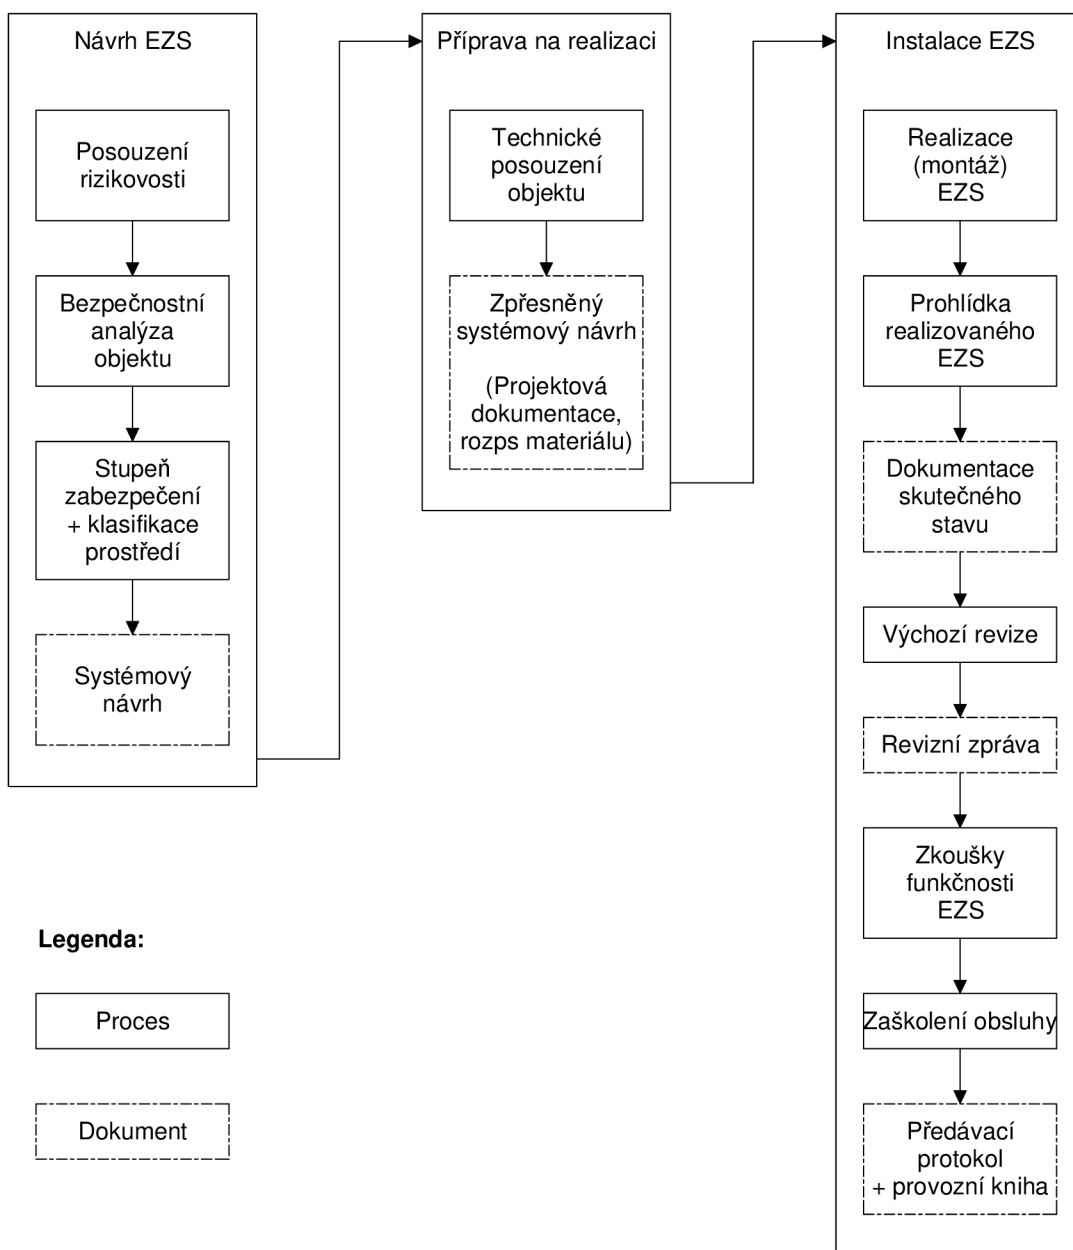 Návrh EZS
Posouzení
rizikovosti
Bezpečnostní
analýza
objektu
Stupeň
zabezpečení
+ klasifikace
prostředí
Systémový
návrh
Příprava na realizaci
Technické
posouzení
objektu
Zpřesněný
systémový návrh
(Projektová
dokumentace,
rozps materiálu)
Instalace EZS
Realizace
(montáž)
EZS
Prohlídka
realizovaného
EZS
Dokumentace
skutečného
stavu
Výchozí revize
Revizní zpráva
Zkoušky
funkčnosti
EZS
Zaškolení obsluhy
Předávací
protokol
+ provozní kniha
Legenda:
Proces
Dokument